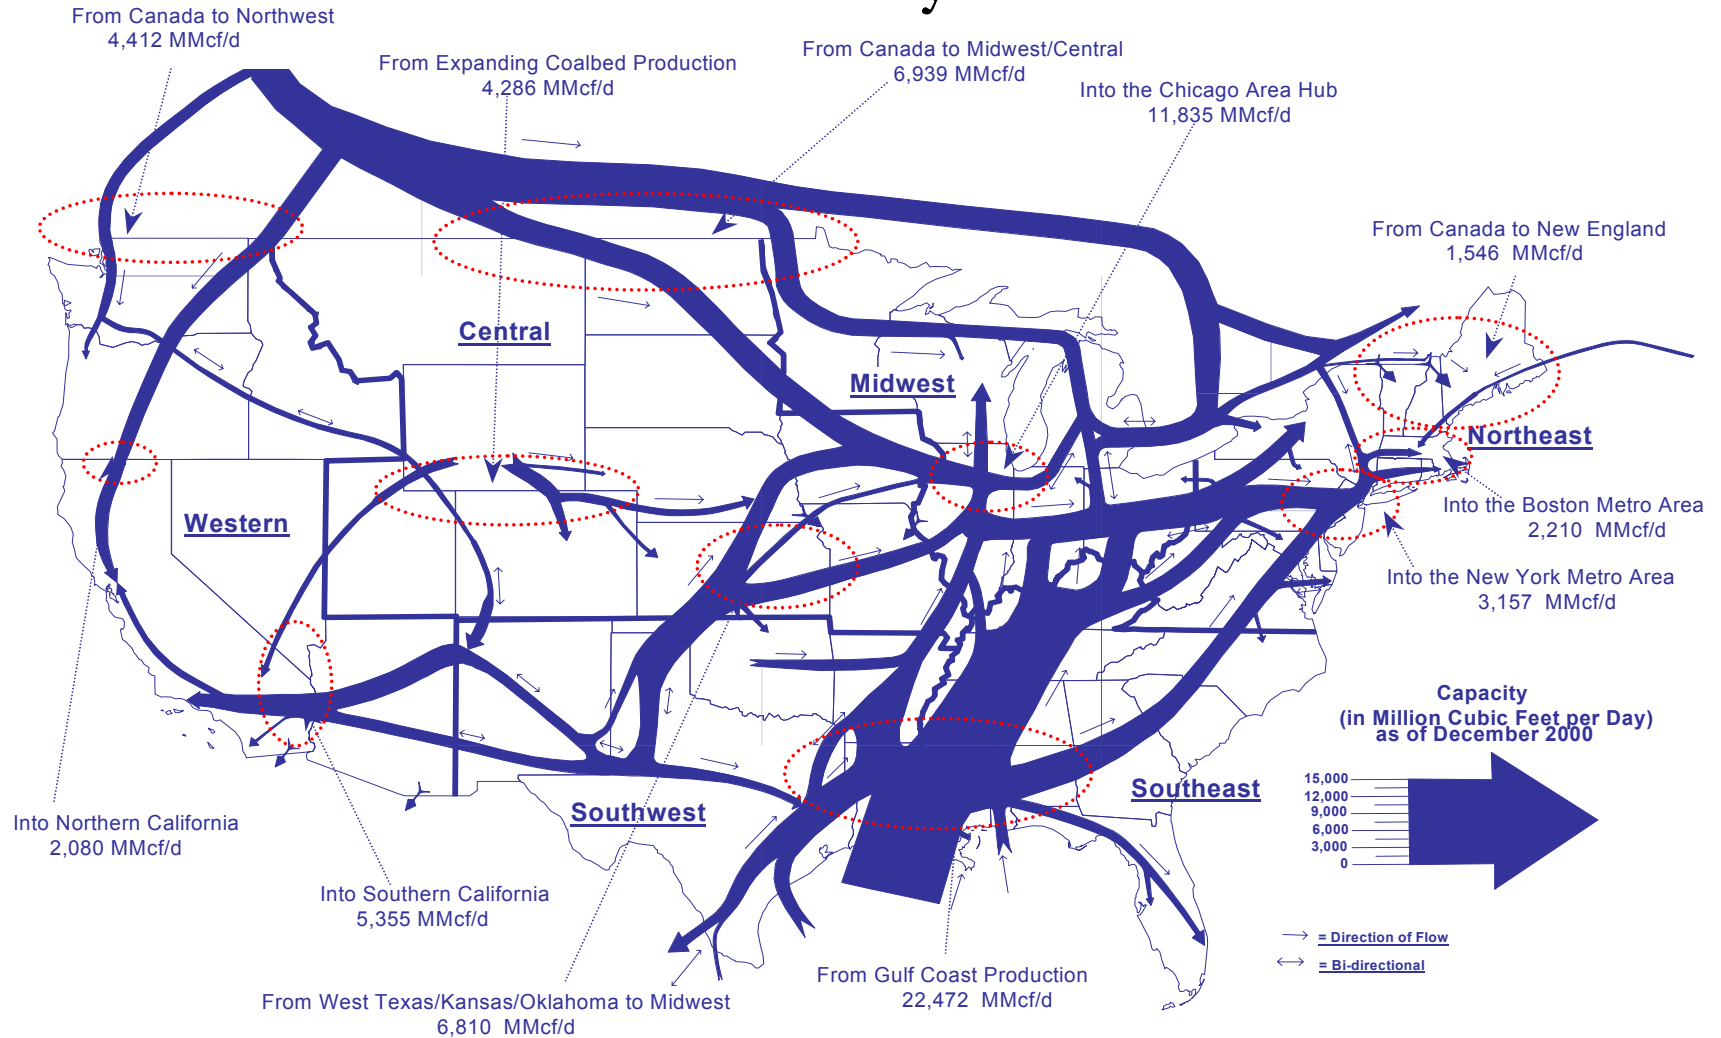 From Canada to Northwest
4,412 MMcf/d
From Expanding Coalbed Production
4,286 MMcf/d
From Canada to Midwest/Central
6,939 MMcf/d
Into the Chicago Area Hub
11,835 MMcf/d
From Canada to New England
1,546 MMcf/d
Central
Midwest
Northeast
Western
Into the Boston Metro Area
2,210 MMcf/d
Into the New York Metro Area
3,157 MMcf/d
Capacity
(in Million Cubic Feet per Day)
as of December 2000
15,000
12,000
9,000
6,000
3,000
0
Southeast
Southwest
Into Northern California
2,080 MMcf/d
Into Southern California
5,355 MMcf/d
= Direction of Flow
= Bi-directional
From Gulf Coast Production
22,472 MMcf/d
From West Texas/Kansas/Oklahoma to Midwest
6,810 MMcf/d